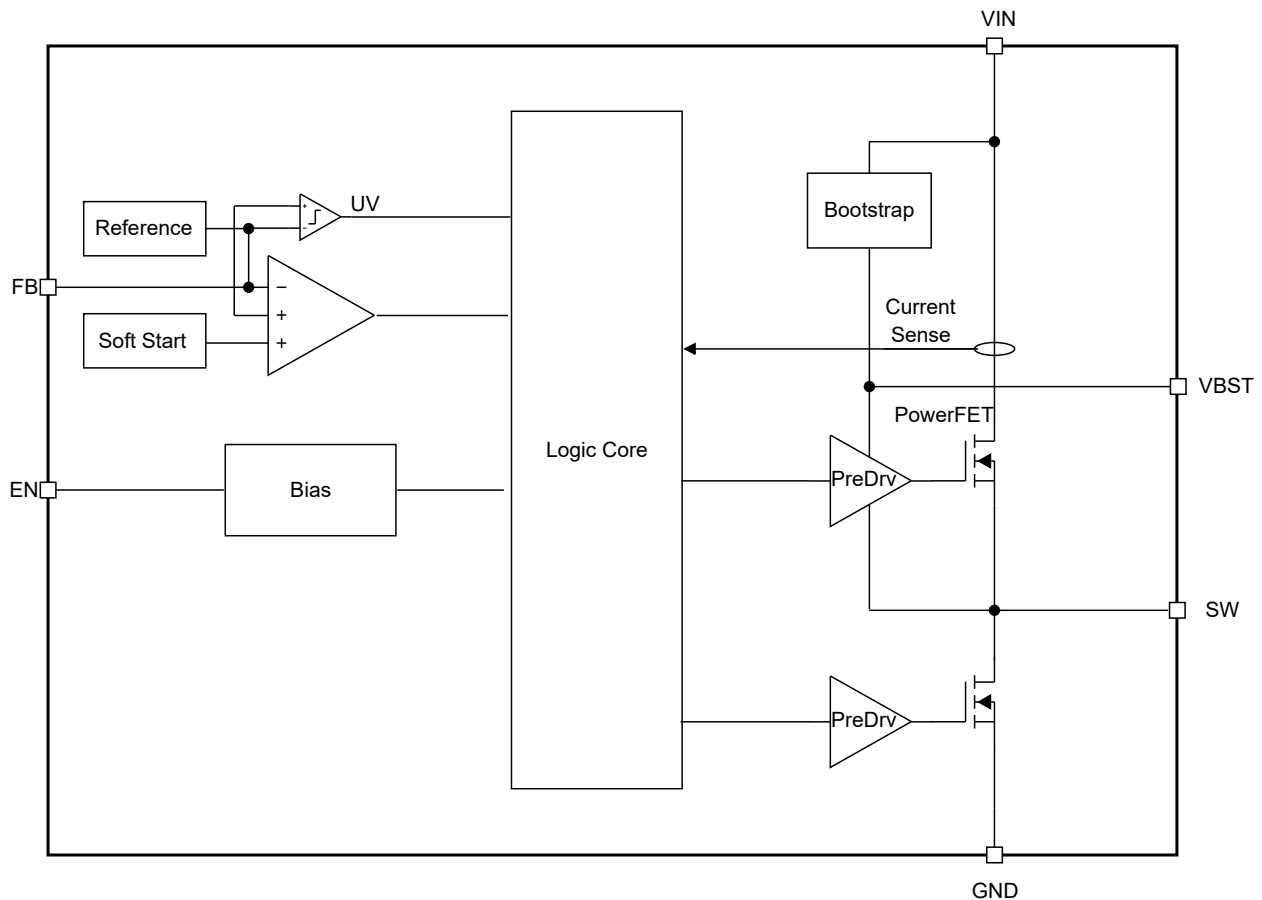 VIN
Bootstrap
UV
Reference
FB
−
+
+
+
-
Soft Start
Current
Sense
VBST
PowerFET
Logic Core
PreDrv
EN
Bias
SW
PreDrv
GND